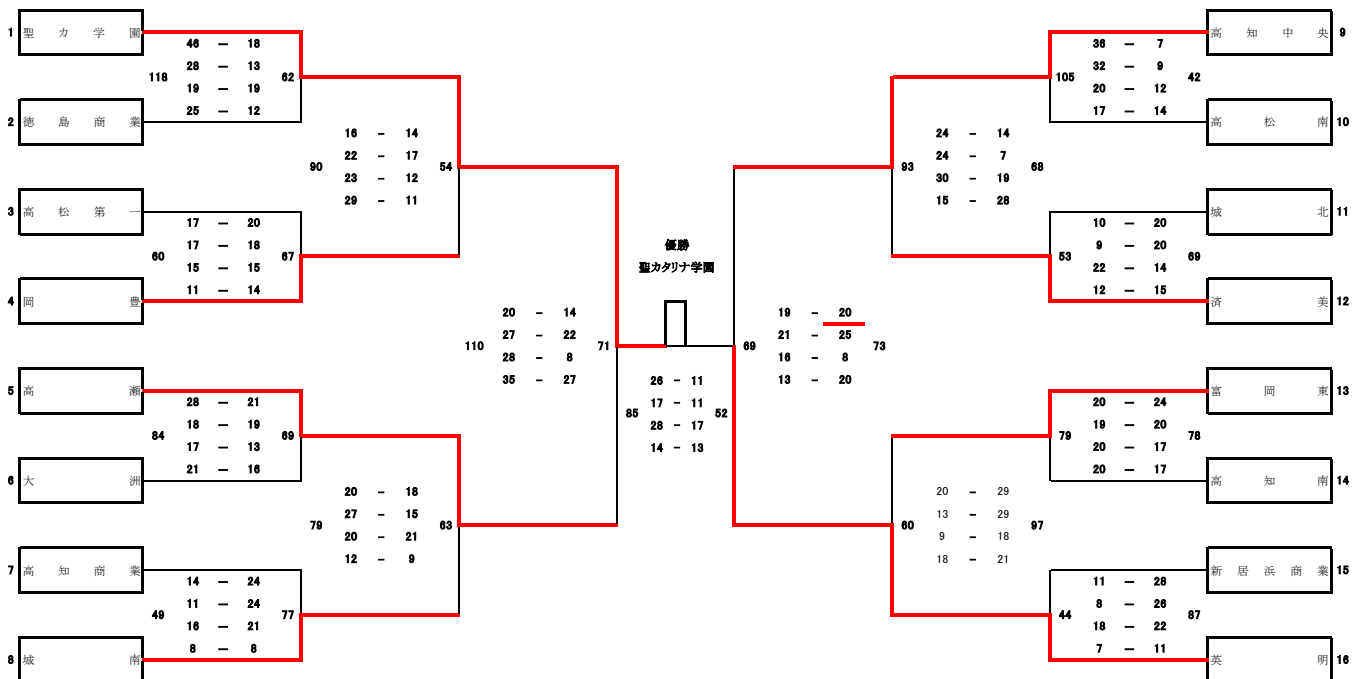 1 聖カ学園
46 － 18
28 － 13
118 62
19 － 19
25 － 12
2 徳島商業
16 － 14
22 － 17
90 54
23 － 12
29 － 11
3 高松第一
17 － 20
17 － 18
60 67
15 － 15
11 － 14
4 岡豊
20 － 14
27 － 22
110 71
28 － 8
35 － 27
5 高瀬
28 － 21
18 － 19
84 69
17 － 13
21 － 16
6 大洲
20 － 18
27 － 15
79 63
20 － 21
12 － 9
7 高知商業
14 － 24
11 － 24
49 77
16 － 21
8 － 8
8 城南
優勝
聖カタリナ学園
26 － 11
17 － 11
85 52
28 － 17
14 － 13
高知中央 9
36 － 7
32 － 9
105 42
20 － 12
17 － 14
高松南 10
24 － 14
24 － 7
93 68
30 － 19
15 － 28
城北 11
10 － 20
9 － 20
53 69
22 － 14
12 － 15
済美 12
19 － 20
21 － 25
69 73
16 － 8
13 － 20
富岡東 13
20 － 24
19 － 20
79 78
20 － 17
20 － 17
高知南 14
20 － 29
13 － 29
60 97
9 － 18
18 － 21
新居浜商業 15
11 － 28
8 － 26
44 87
18 － 22
7 － 11
英明 16